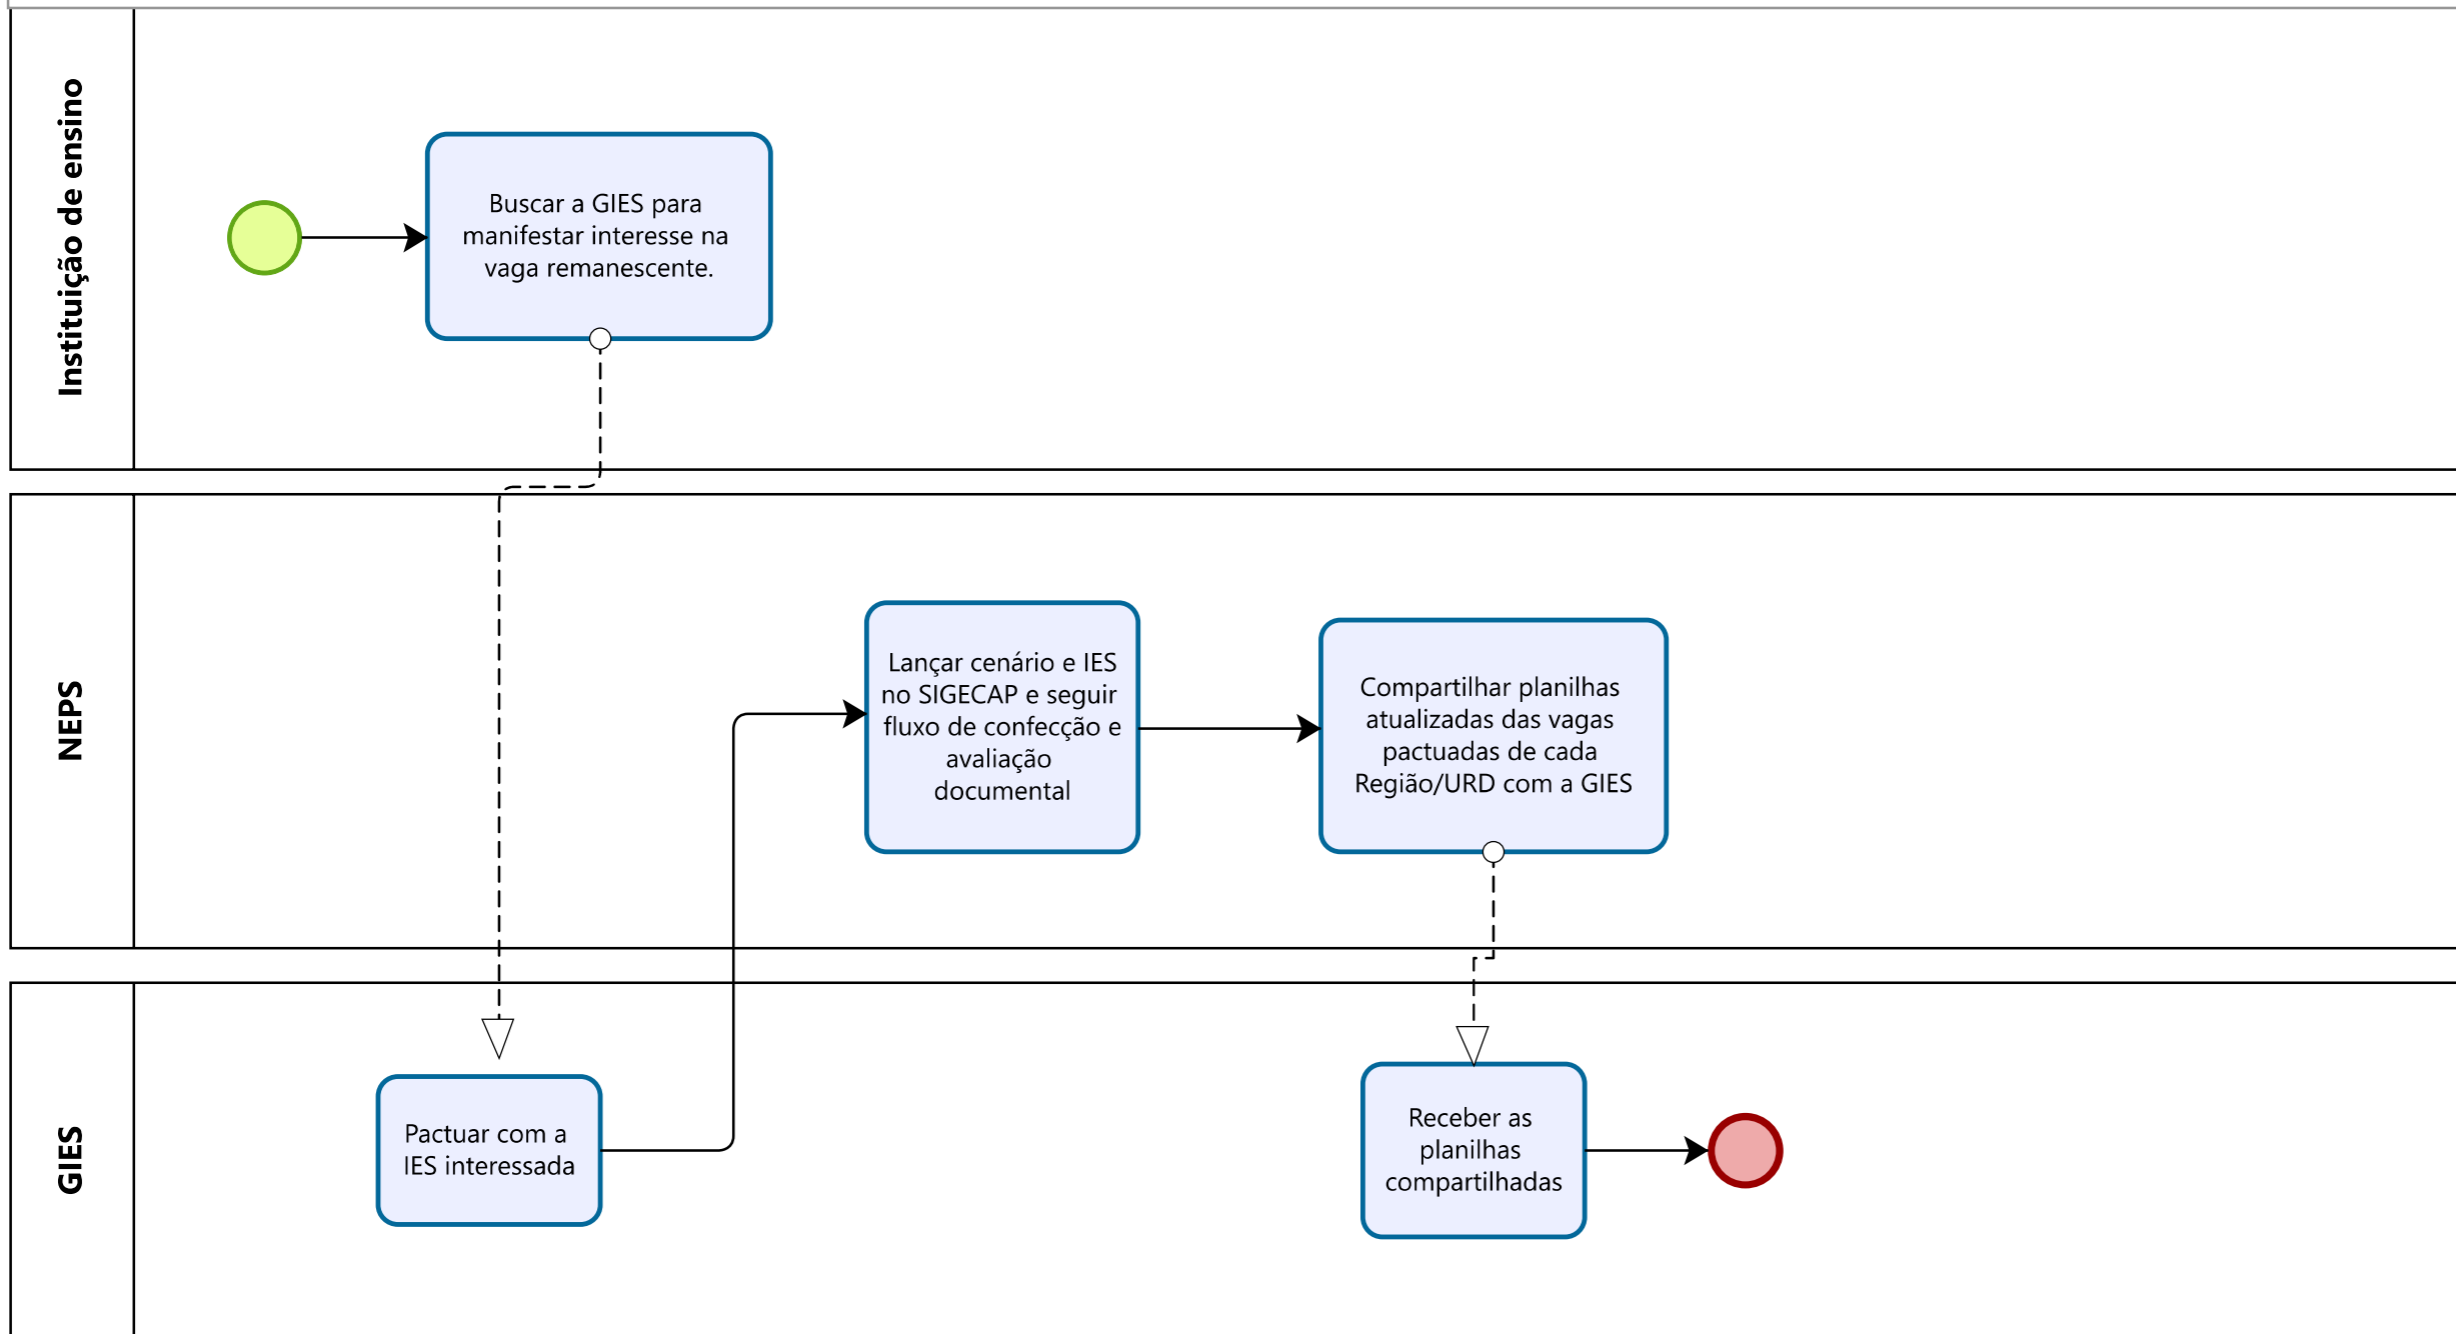 Instituição de ensino
Buscar a GIES para
manifestar interesse na
vaga remanescente.
NEPS
Lançar cenário e IES
no SIGECAP e seguir
fluxo de confecção e
avaliação
documental
Compartilhar planilhas
atualizadas das vagas
pactuadas de cada
Região/URD com a GIES
GIES
Pactuar com a
IES interessada
Receber as
planilhas
compartilhadas